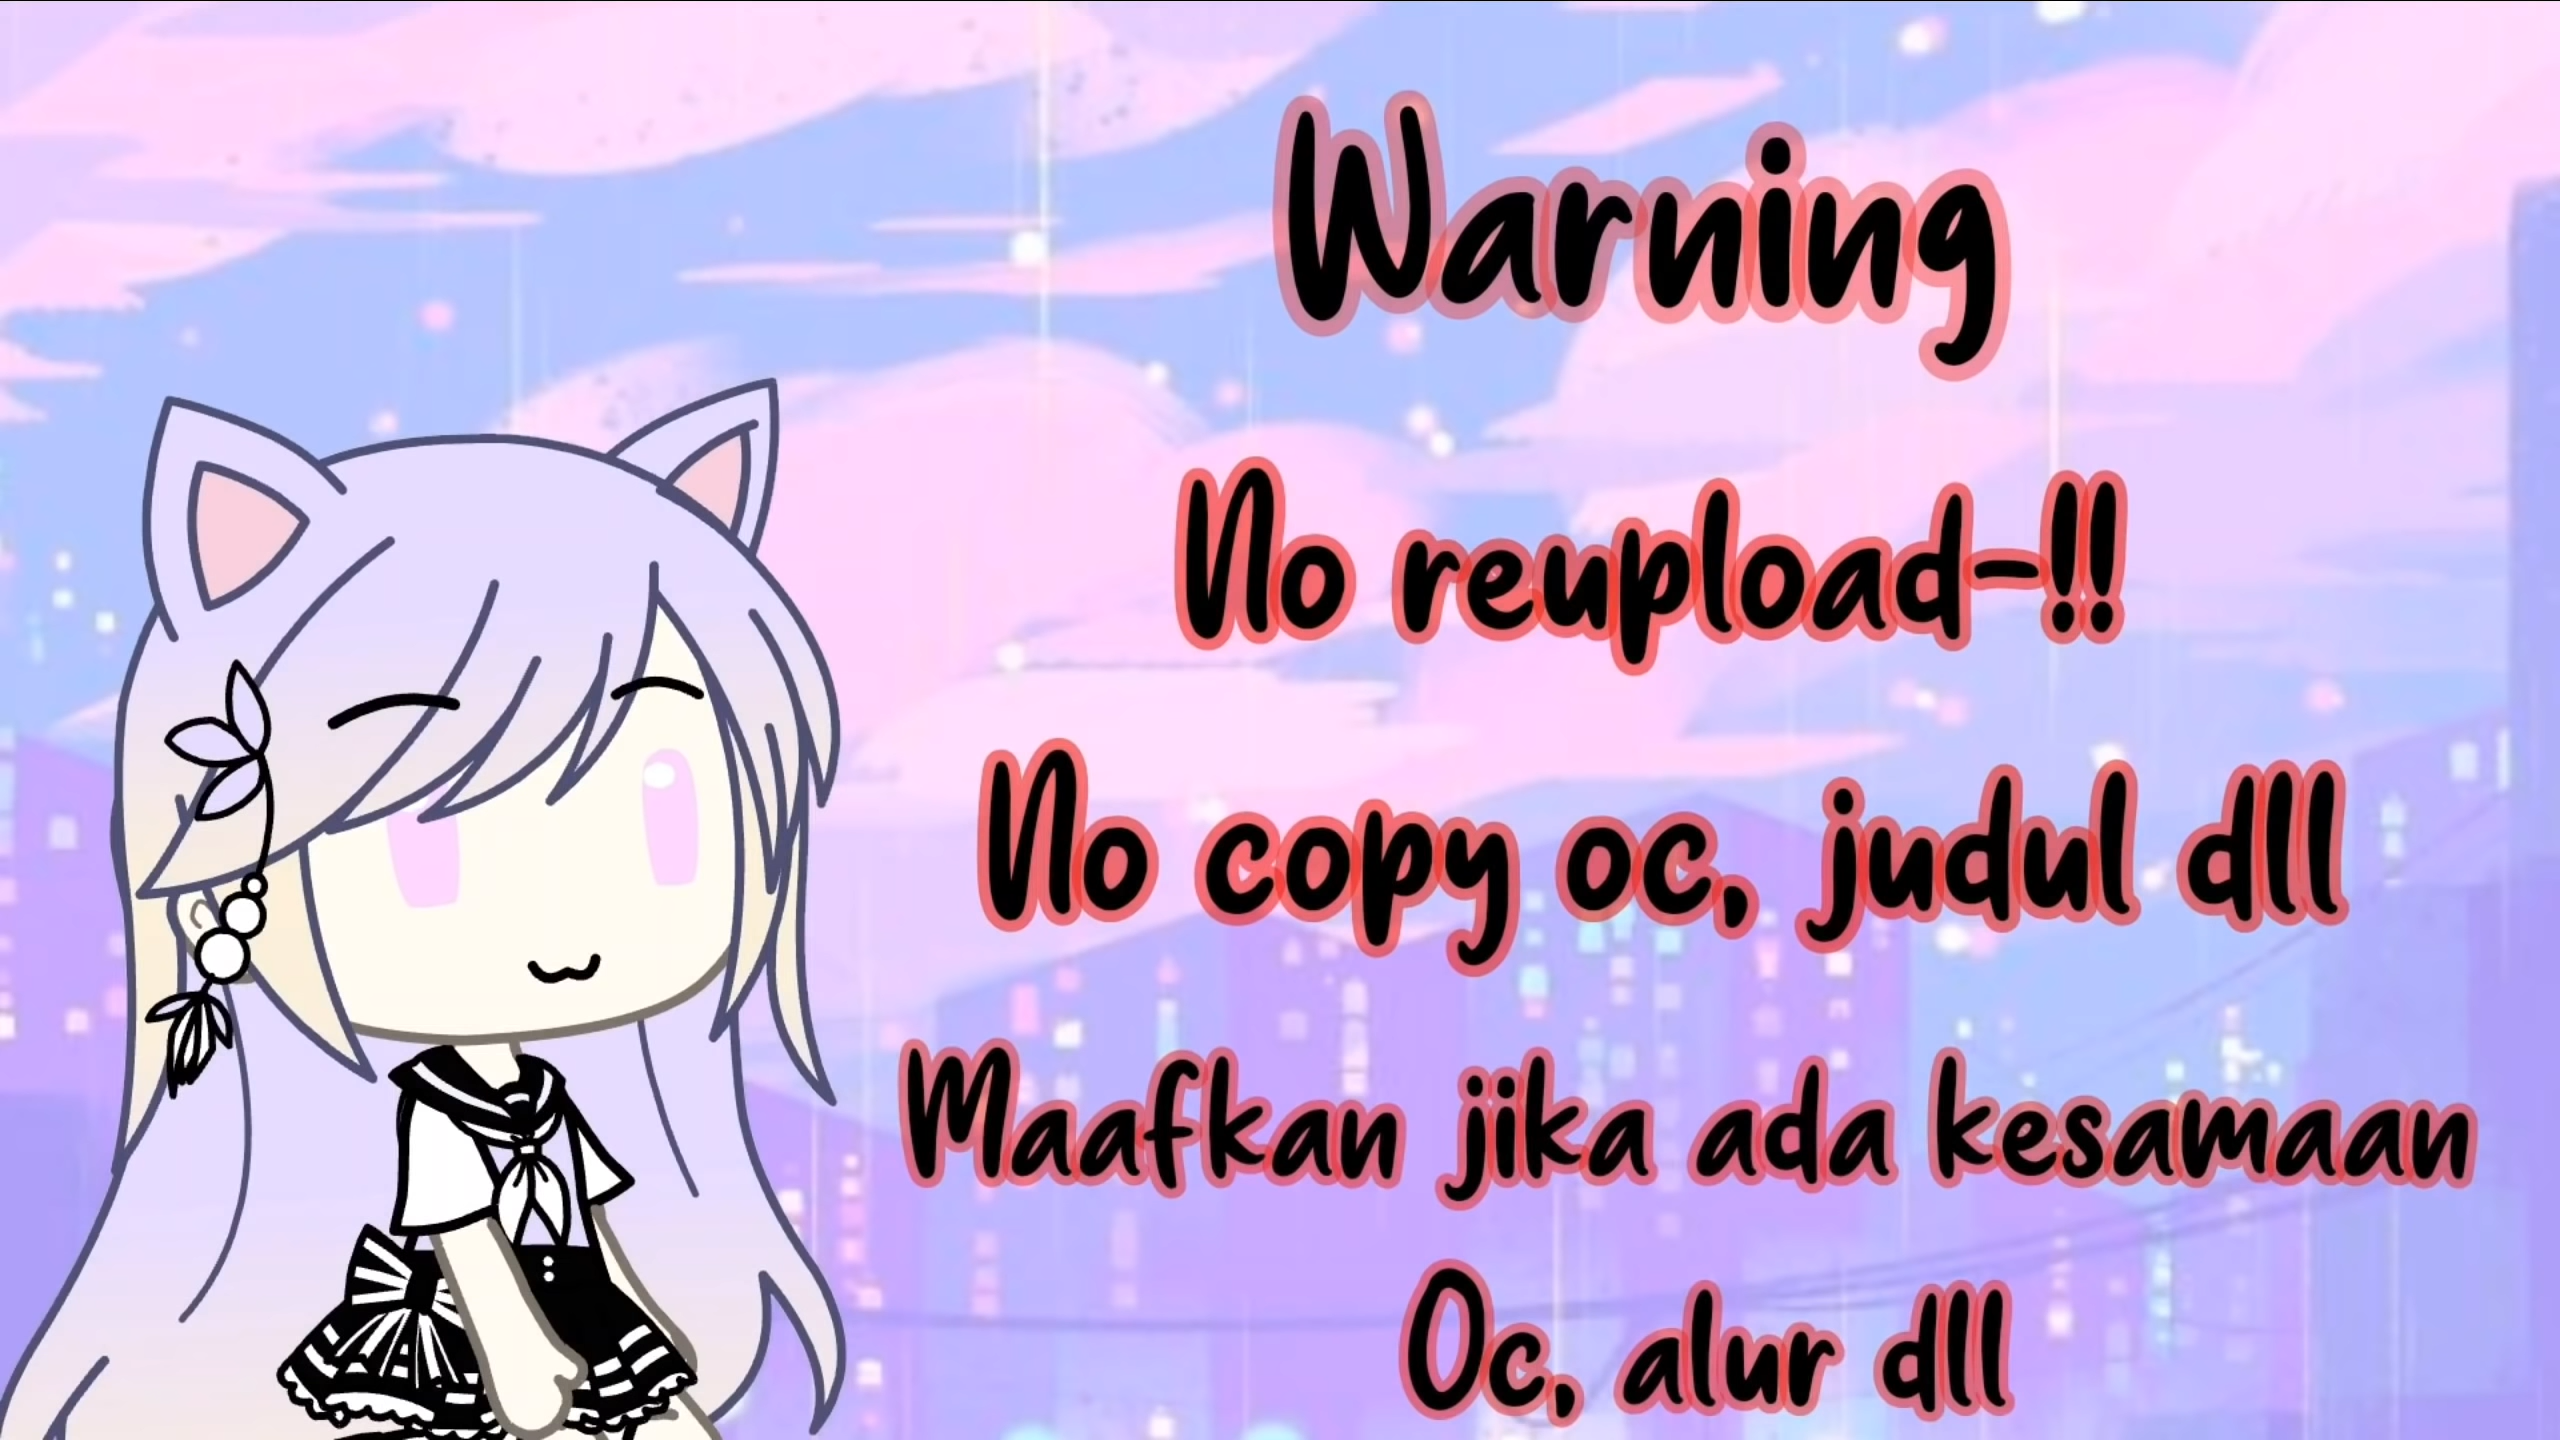 Warning
No reupload-!!
No copy oc, judul dll
Maafkan jika ada kesamaan
Oc, alur dll